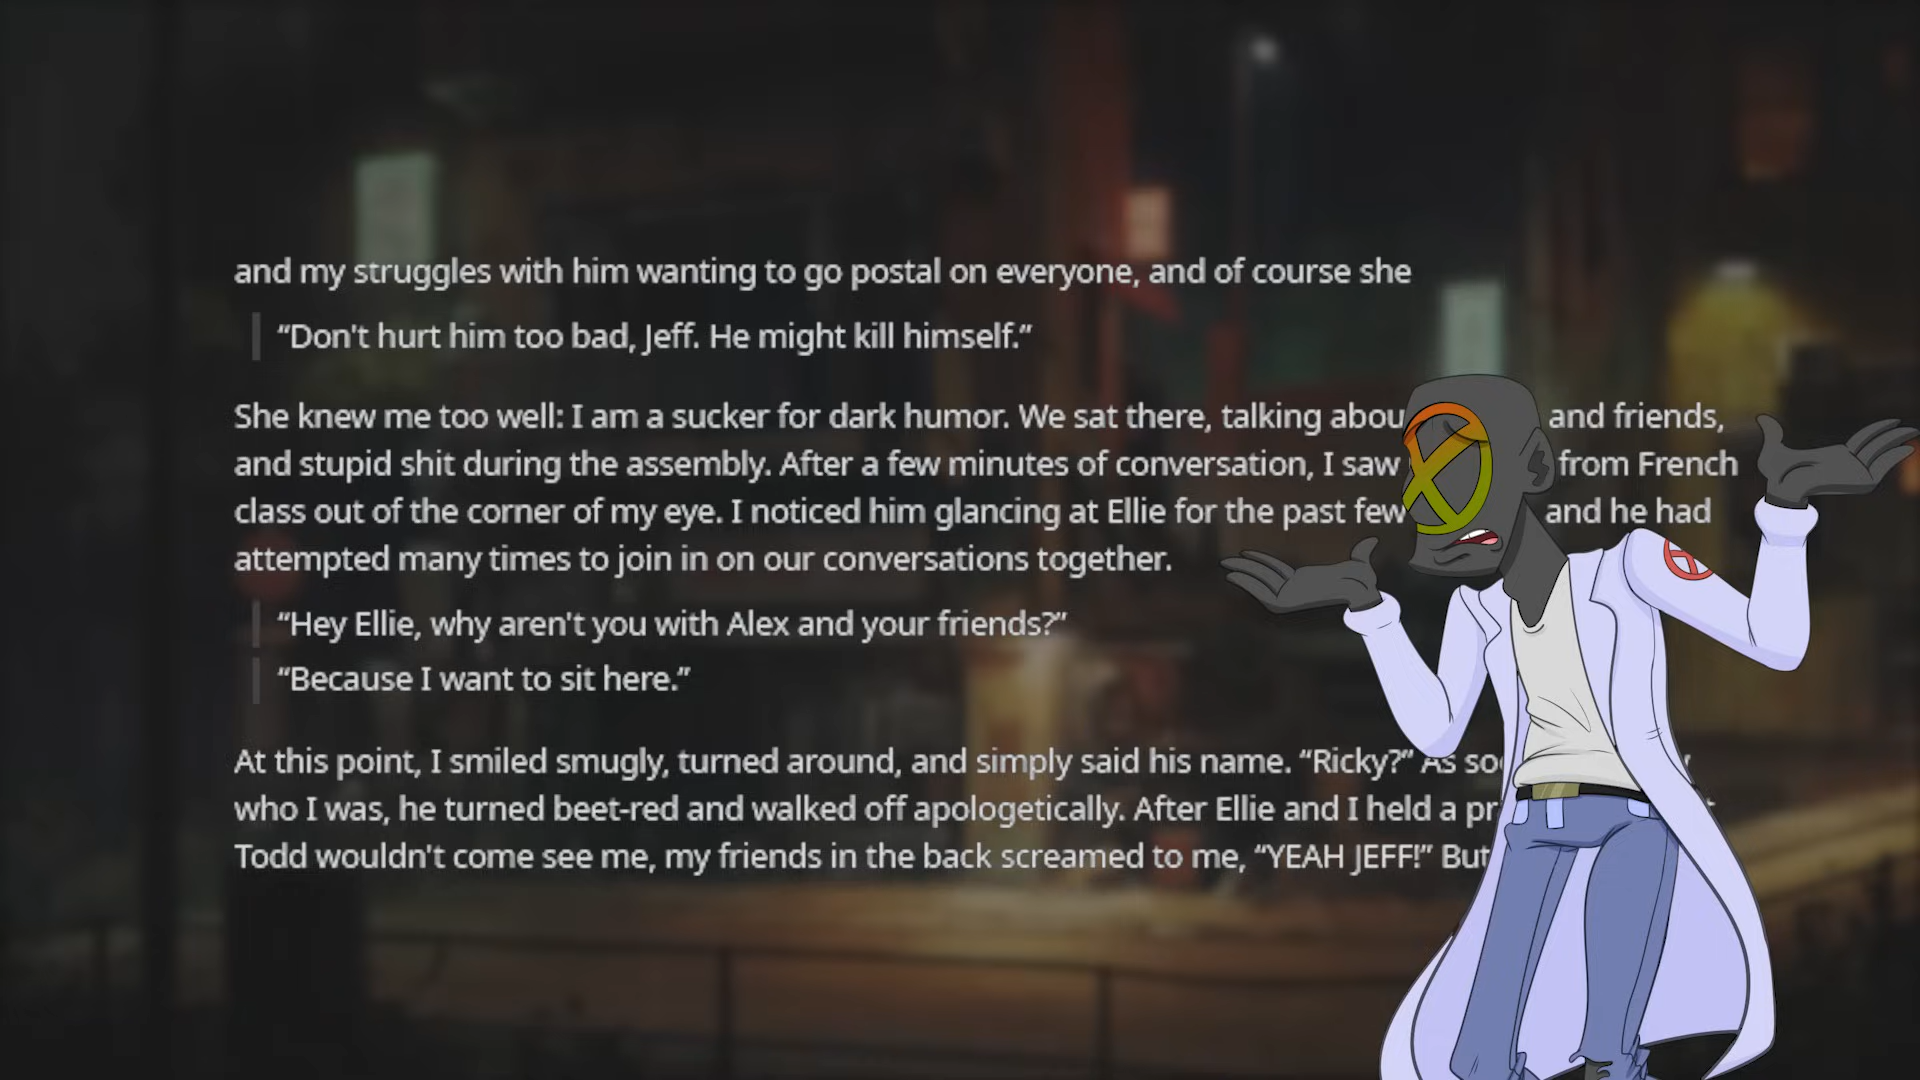 and my struggles with him wanting to go postal on everyone, and of course she
“Don't hurt him too bad, Jeff. He might kill himself.”
She knew me too well: I am a sucker for dark humor. We sat there, talking and friends,
and stupid shit during the assembly. After a few minutes of conversation, I saw from French
class out of the corner of my eye. I noticed him glancing at Ellie for the past few and he had
attempted many times to join in on our conversations together.
“Hey Ellie, why aren't you with Alex and your friends?”
“Because I want to sit here.”
At this point, I smiled smugly, turned around, and simply said his name. “Ricky?” As
who I was, he turned beet-red and walked off apologetically. After Ellie and I held a
Todd wouldn't come see me, my friends in the back screamed to me, “YEAH JEFF!” But